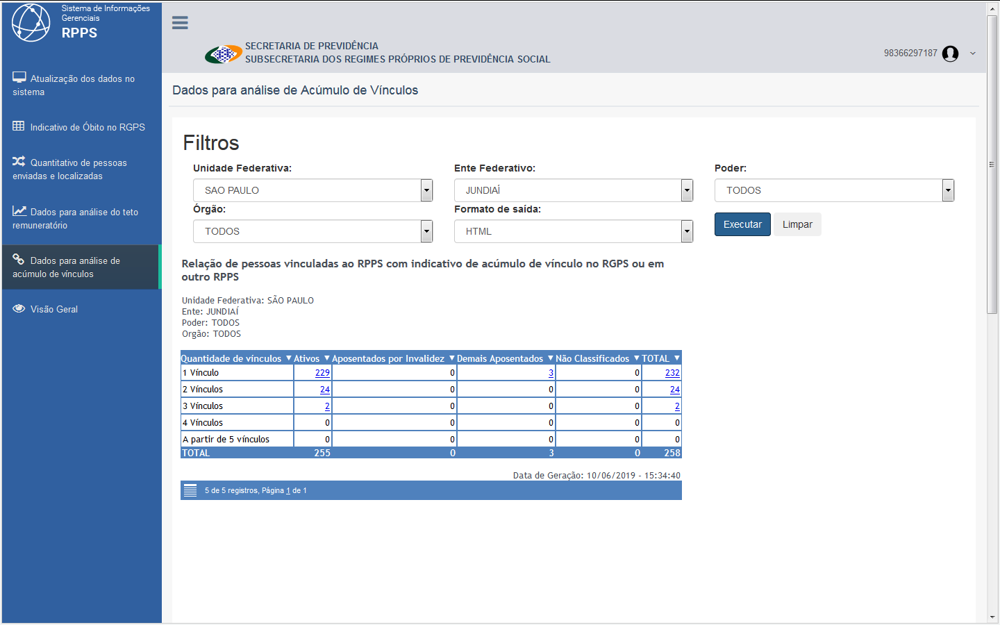 Sistema de Informações
Gerenciais
RPPS
Atualização dos dados no
sistema
Indicativo de Óbito no RGPS
Quantitativo de pessoas
enviadas e localizadas
Dados para análise do teto
remuneratório
Dados para análise de
acúmulo de vínculos
Visão Geral
SECRETARIA DE PREVIDÊNCIA
SUBSECRETARIA DOS REGIMES PRÓPRIOS DE PREVIDÊNCIA SOCIAL
98366297187
Dados para análise de Acúmulo de Vínculos
Filtros
Unidade Federativa: Ente Federativo: Poder:
SAO PAULO JUNDIAÍ TODOS
Órgão: Formato de saída:
TODOS HTML Executar Limpar
Relação de pessoas vinculadas ao RPPS com indicativo de acúmulo de vínculo no RGPS ou em
outro RPPS
Unidade Federativa: SÃO PAULO
Ente: JUNDIAÍ
Poder: TODOS
Orgão: TODOS
Quantidade de vínculos Ativos Aposentados por Invalidez Demais Aposentados Não Classificados TOTAL
1 Vínculo 229 0 3 0 232
2 Vínculos 24 0 0 0 24
3 Vínculos 2 0 0 0 2
4 Vínculos 0 0 0 0 0
A partir de 5 vínculos 0 0 0 0 0
TOTAL 255 0 3 0 258
Data de Geração: 10/06/2019 - 15:34:40
5 de 5 registros, Página 1 de 1